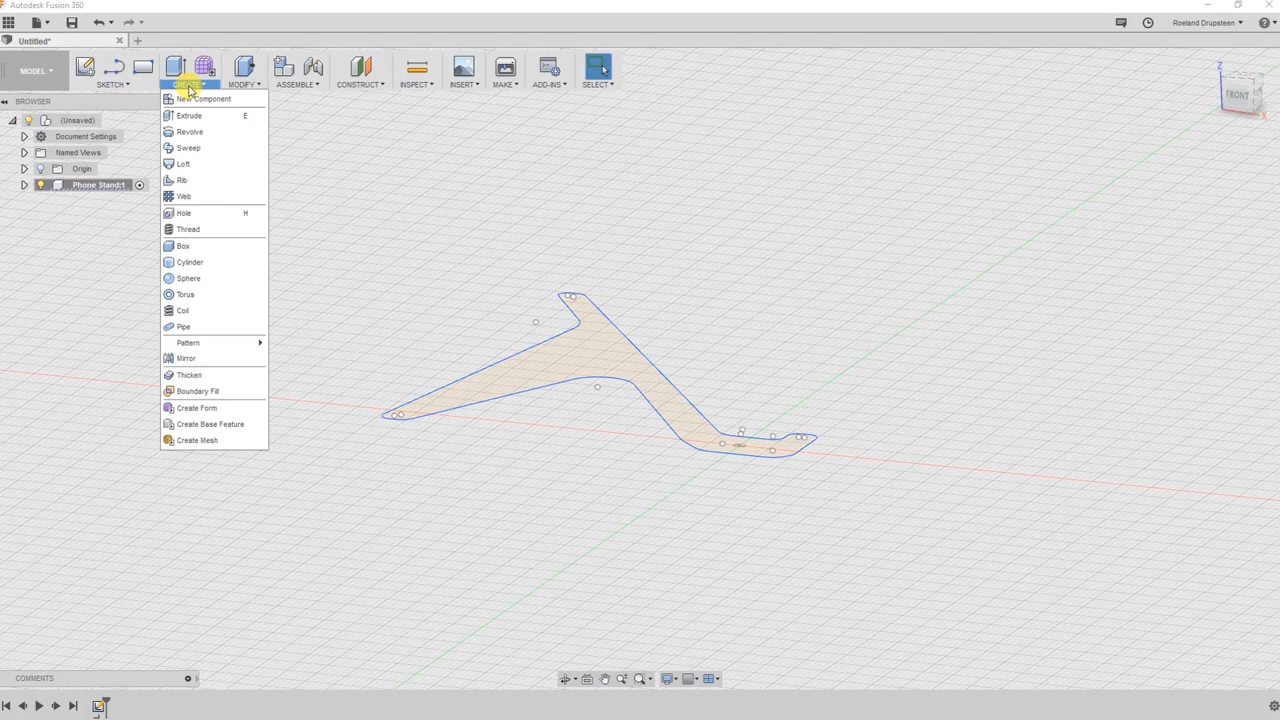 Autodesk Fusion 360
Roeland Drupsteen
Untitled*
MODEL
SKETCH
CREATE
MODIFY
ASSEMBLE
CONSTRUCT
INSPECT
INSERT
MAKE
ADD-INS
SELECT
Z
FRONT
X
BROWSER
(Unsaved)
Document Settings
Named Views
Origin
Phone Stand:1
New Component
Extrude E
Revolve
Sweep
Loft
Rib
Web
Hole H
Thread
Box
Cylinder
Sphere
Torus
Coil
Pipe
Pattern
Mirror
Thicken
Boundary Fill
Create Form
Create Base Feature
Create Mesh
COMMENTS